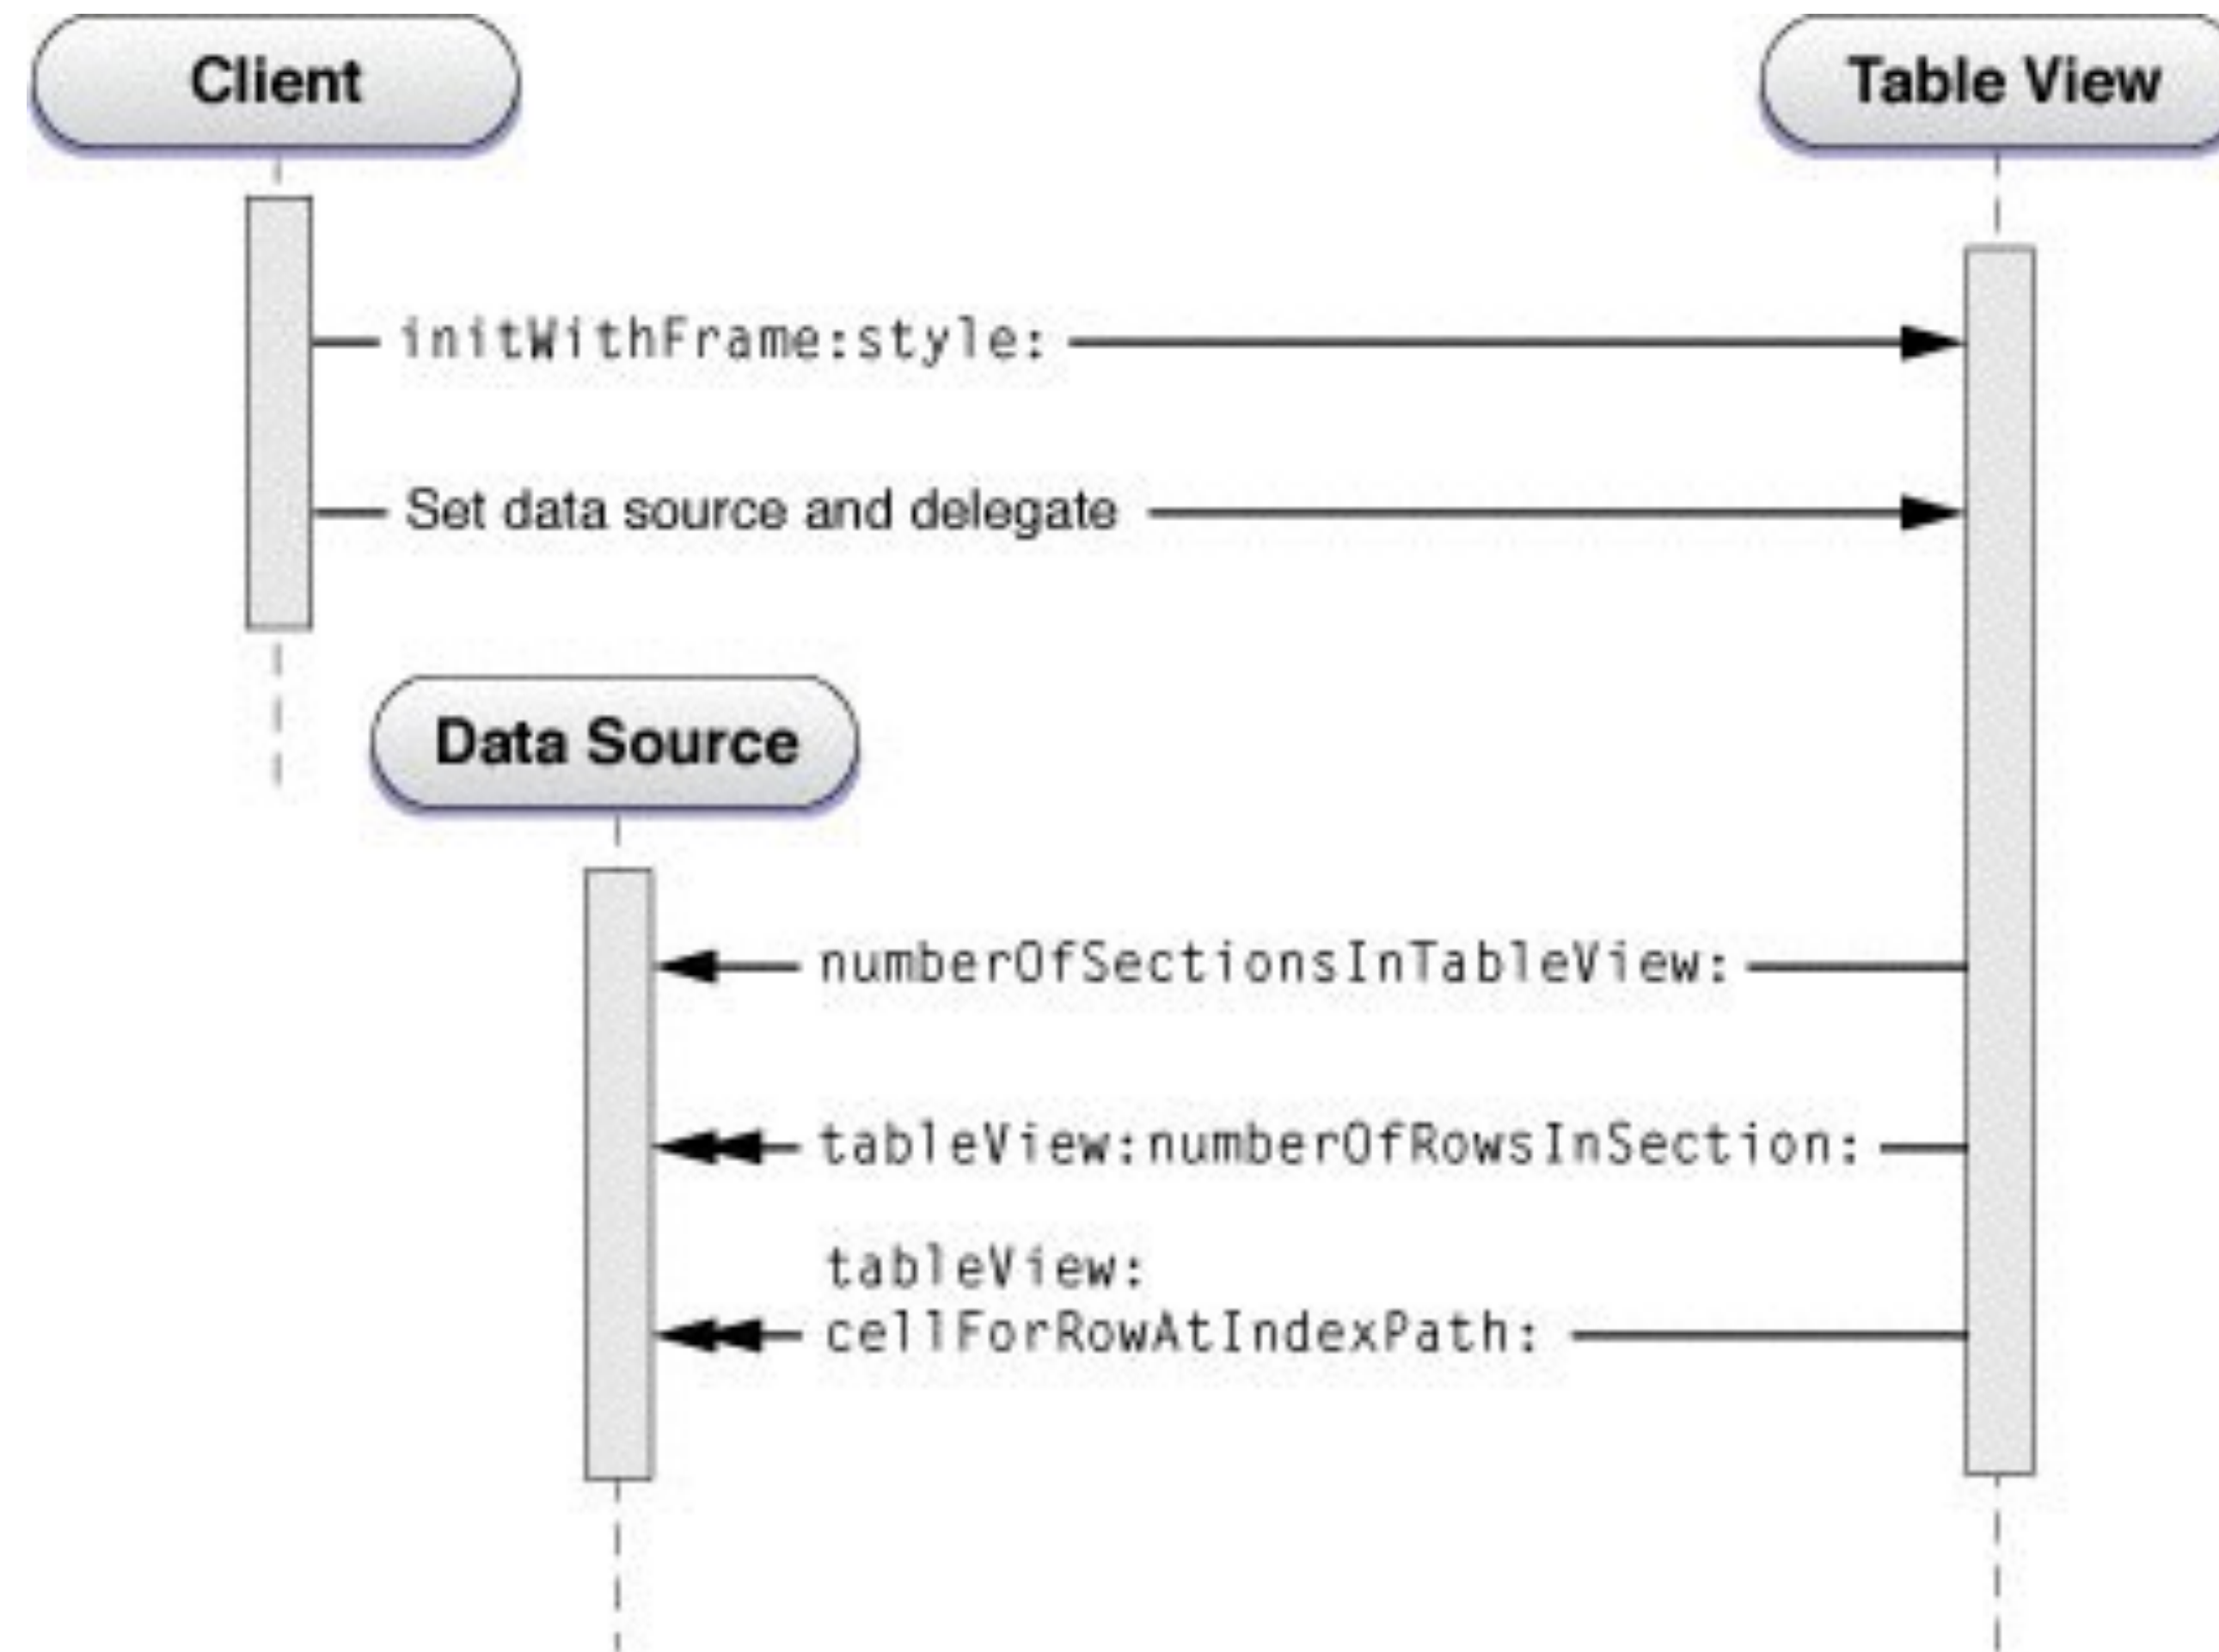 Client
Table View
initWithFrame:style:
Set data source and delegate
Data Source
numberOfSectionsInTableView:
tableView:numberOfRowsInSection:
tableView:
cellForRowAtIndexPath: